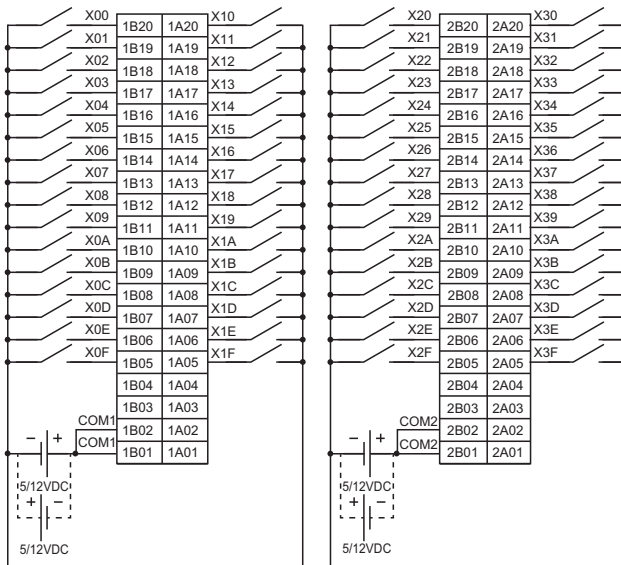 X00 1B20 1A20 X10 X20 2B20 2A20 X30
X01 1B19 1A19 X11 X21 2B19 2A19 X31
X02 1B18 1A18 X12 X22 2B18 2A18 X32
X03 1B17 1A17 X13 X23 2B17 2A17 X33
X04 1B16 1A16 X14 X24 2B16 2A16 X34
X05 1B15 1A15 X15 X25 2B15 2A15 X35
X06 1B14 1A14 X16 X26 2B14 2A14 X36
X07 1B13 1A13 X17 X27 2B13 2A13 X37
X08 1B12 1A12 X18 X28 2B12 2A12 X38
X09 1B11 1A11 X19 X29 2B11 2A11 X39
X0A 1B10 1A10 X1A X2A 2B10 2A10 X3A
X0B 1B09 1A09 X1B X2B 2B09 2A09 X3B
X0C 1B08 1A08 X1C X2C 2B08 2A08 X3C
X0D 1B07 1A07 X1D X2D 2B07 2A07 X3D
X0E 1B06 1A06 X1E X2E 2B06 2A06 X3E
X0F 1B05 1A05 X1F X2F 2B05 2A05 X3F
1B04 1A04 2B04 2A04
1B03 1A03 2B03 2A03
COM1 1B02 1A02 COM2 2B02 2A02
− + COM1 1B01 1A01 − + COM2 2B01 2A01
5/12VDC 5/12VDC
+ − + −
5/12VDC 5/12VDC